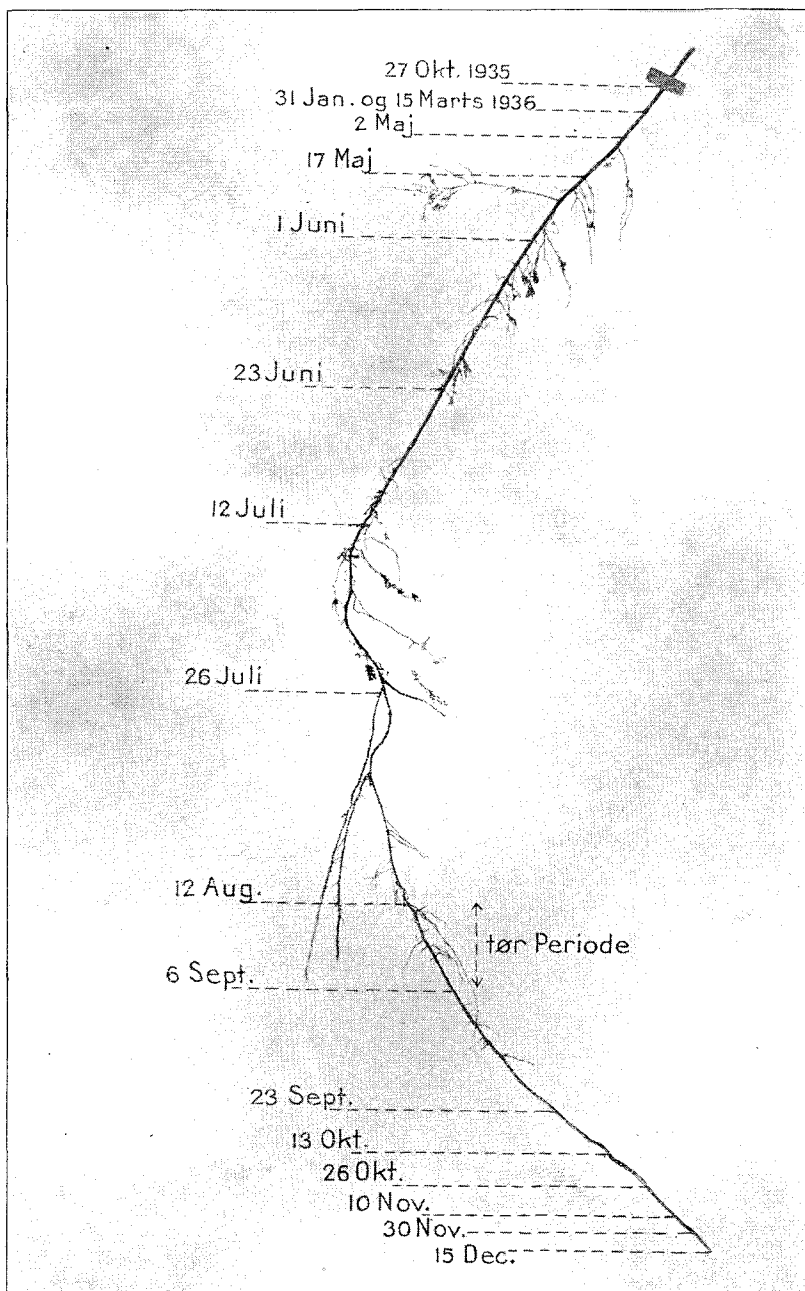 27 Okt. 1935
31 Jan. og 15 Marts 1936
2 Maj
17 Maj
1 Juni
23 Juni
12 Juli
26 Juli
12 Aug.
tør Periode
6 Sept.
23 Sept.
13 Okt.
26 Okt.
10 Nov.
30 Nov.
15 Dec.